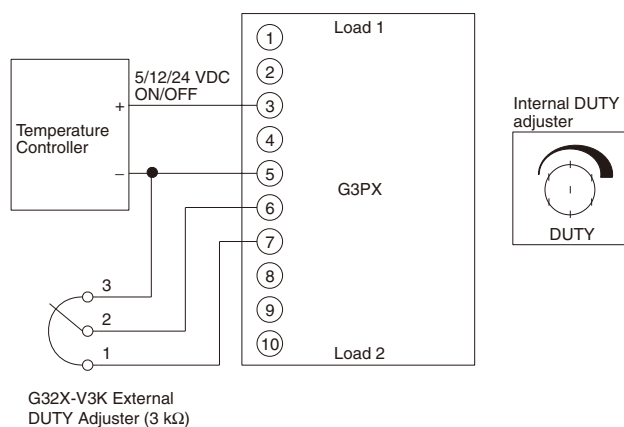 Load 1
1
2
3
4
5
6
7
8
9
10
G3PX
Load 2
5/12/24 VDC
ON/OFF
+
Temperature
Controller
−
3
2
1
G32X-V3K External
DUTY Adjuster (3 kΩ)
Internal DUTY
adjuster
DUTY